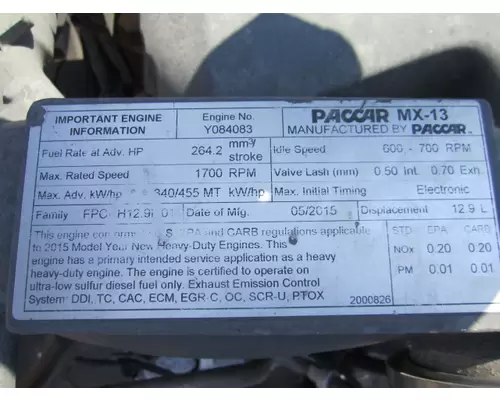 IMPORTANT ENGINE INFORMATION
Engine No. Y084083
PACCAR MX-13
MANUFACTURED BY PACCAR
Fuel Rate at Adv. HP 264.2 mm³/stroke Idle Speed 600 - 700 RPM
Max. Rated Speed 1700 RPM Valve Lash (mm) 0.50 Int. 0.70 Exh.
Max. Adv. kW/hp 340/455 MT kW/hp Max. Initial Timing Electronic
Family Date of Mfg. 05/2015 Displacement 12.9 L
This engine PA and CARB regulations applicable
to 2015 Model Year New Heavy-Duty Engines. This
engine has a primary intended service application as a heavy
heavy-duty engine. The engine is certified to operate on
ultra-low sulfur diesel fuel only. Exhaust Emission Control
System: DDI, TC, CAC, ECM, EGR-C, OC, SCR-U, PTOX
2000826
STD EPA CARB
NOx 0.20 0.20
PM 0.01 0.01